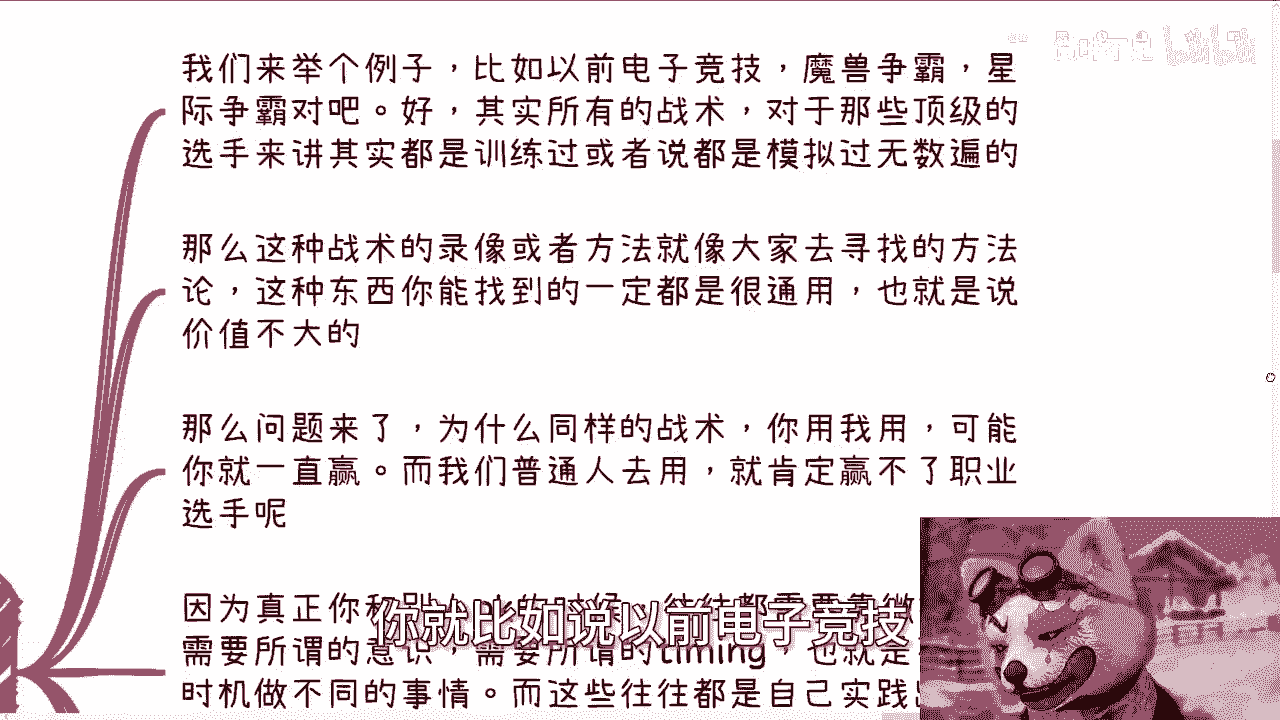 我们来举个例子，比如以前电子竞技，魔兽争霸，星
际争霸对吧。好，其实所有的战术，对于那些顶级的
选手来讲其实都是训练过或者说都是模拟过无数遍的
那么这种战术的录像或者方法就像大家去寻找的方法
论，这种东西你能找到的一定都是很通用，也就是说
价值不大的
那么问题来了，为什么同样的战术，你用我用，可能
你就一直赢。而我们普通人去用，就肯定赢不了职业
选手呢
因为真正你和别人
需要所谓的意识，需要所谓的timing，也就是
时机做不同的事情。而这些往往都是自己实践
你就比如说以前电子竞技
bilibili